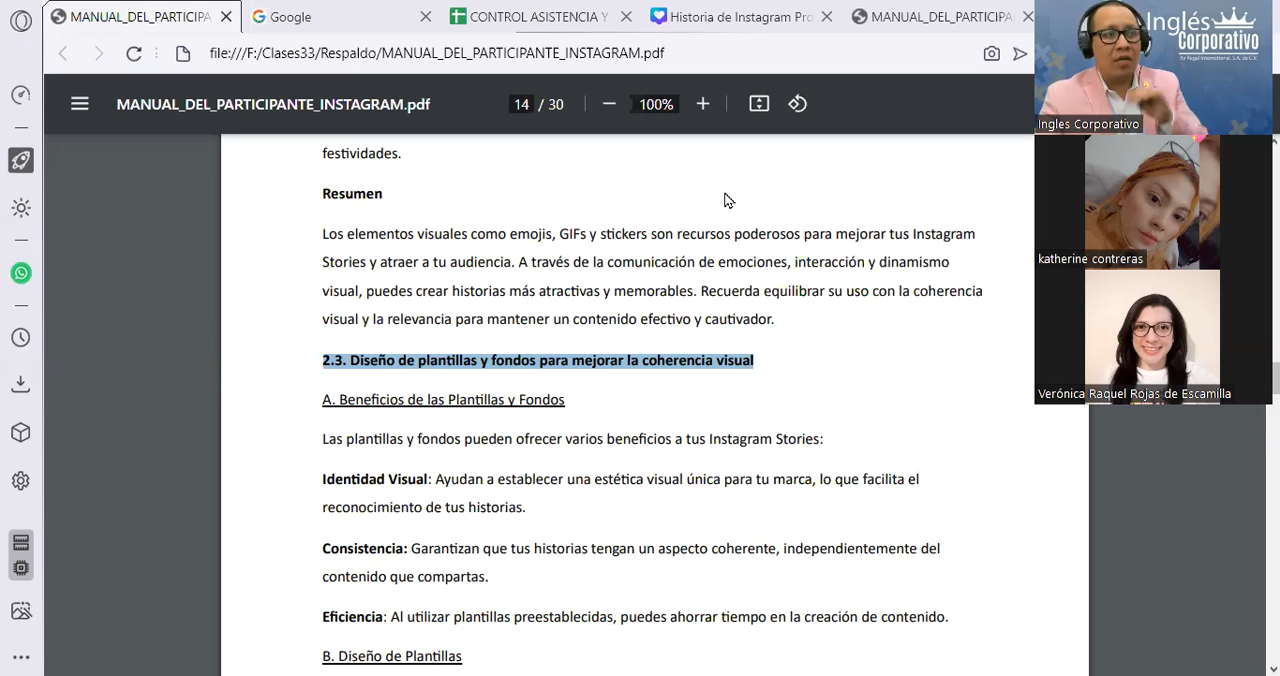 MANUAL_DEL_PARTICIPA
Google
CONTROL ASISTENCIA Y
Historia de Instagram Pro
MANUAL_DEL_PARTICIPA
file:///F:/Clases33/Respaldo/MANUAL_DEL_PARTICIPANTE_INSTAGRAM.pdf
MANUAL_DEL_PARTICIPANTE_INSTAGRAM.pdf
14 / 30
100%
festividades.
Resumen
Los elementos visuales como emojis, GIFs y stickers son recursos poderosos para mejorar tus Instagram
Stories y atraer a tu audiencia. A través de la comunicación de emociones, interacción y dinamismo
visual, puedes crear historias más atractivas y memorables. Recuerda equilibrar su uso con la coherencia
visual y la relevancia para mantener un contenido efectivo y cautivador.
2.3. Diseño de plantillas y fondos para mejorar la coherencia visual
A. Beneficios de las Plantillas y Fondos
Las plantillas y fondos pueden ofrecer varios beneficios a tus Instagram Stories:
Identidad Visual: Ayudan a establecer una estética visual única para tu marca, lo que facilita el
reconocimiento de tus historias.
Consistencia: Garantizan que tus historias tengan un aspecto coherente, independientemente del
contenido que compartas.
Eficiencia: Al utilizar plantillas preestablecidas, puedes ahorrar tiempo en la creación de contenido.
B. Diseño de Plantillas
Inglés
Corporativo
Ingles Corporativo
katherine contreras
Verónica Raquel Rojas de Escamilla